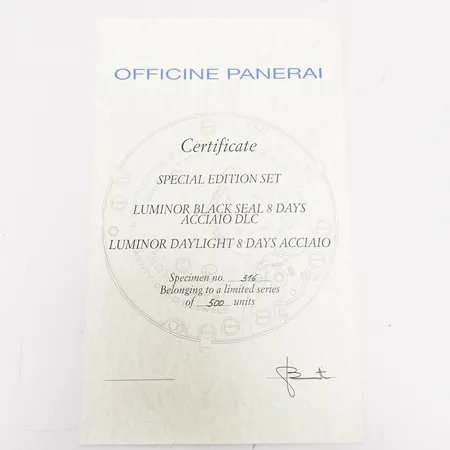 OFFICINE PANERAI
Certificate
SPECIAL EDITION SET
LUMINOR BLACK SEAL 8 DAYS
ACCIAIO DLC
LUMINOR DAYLIGHT 8 DAYS ACCIAIO
Specimen no. 316
Belonging to a limited series
of 500 units